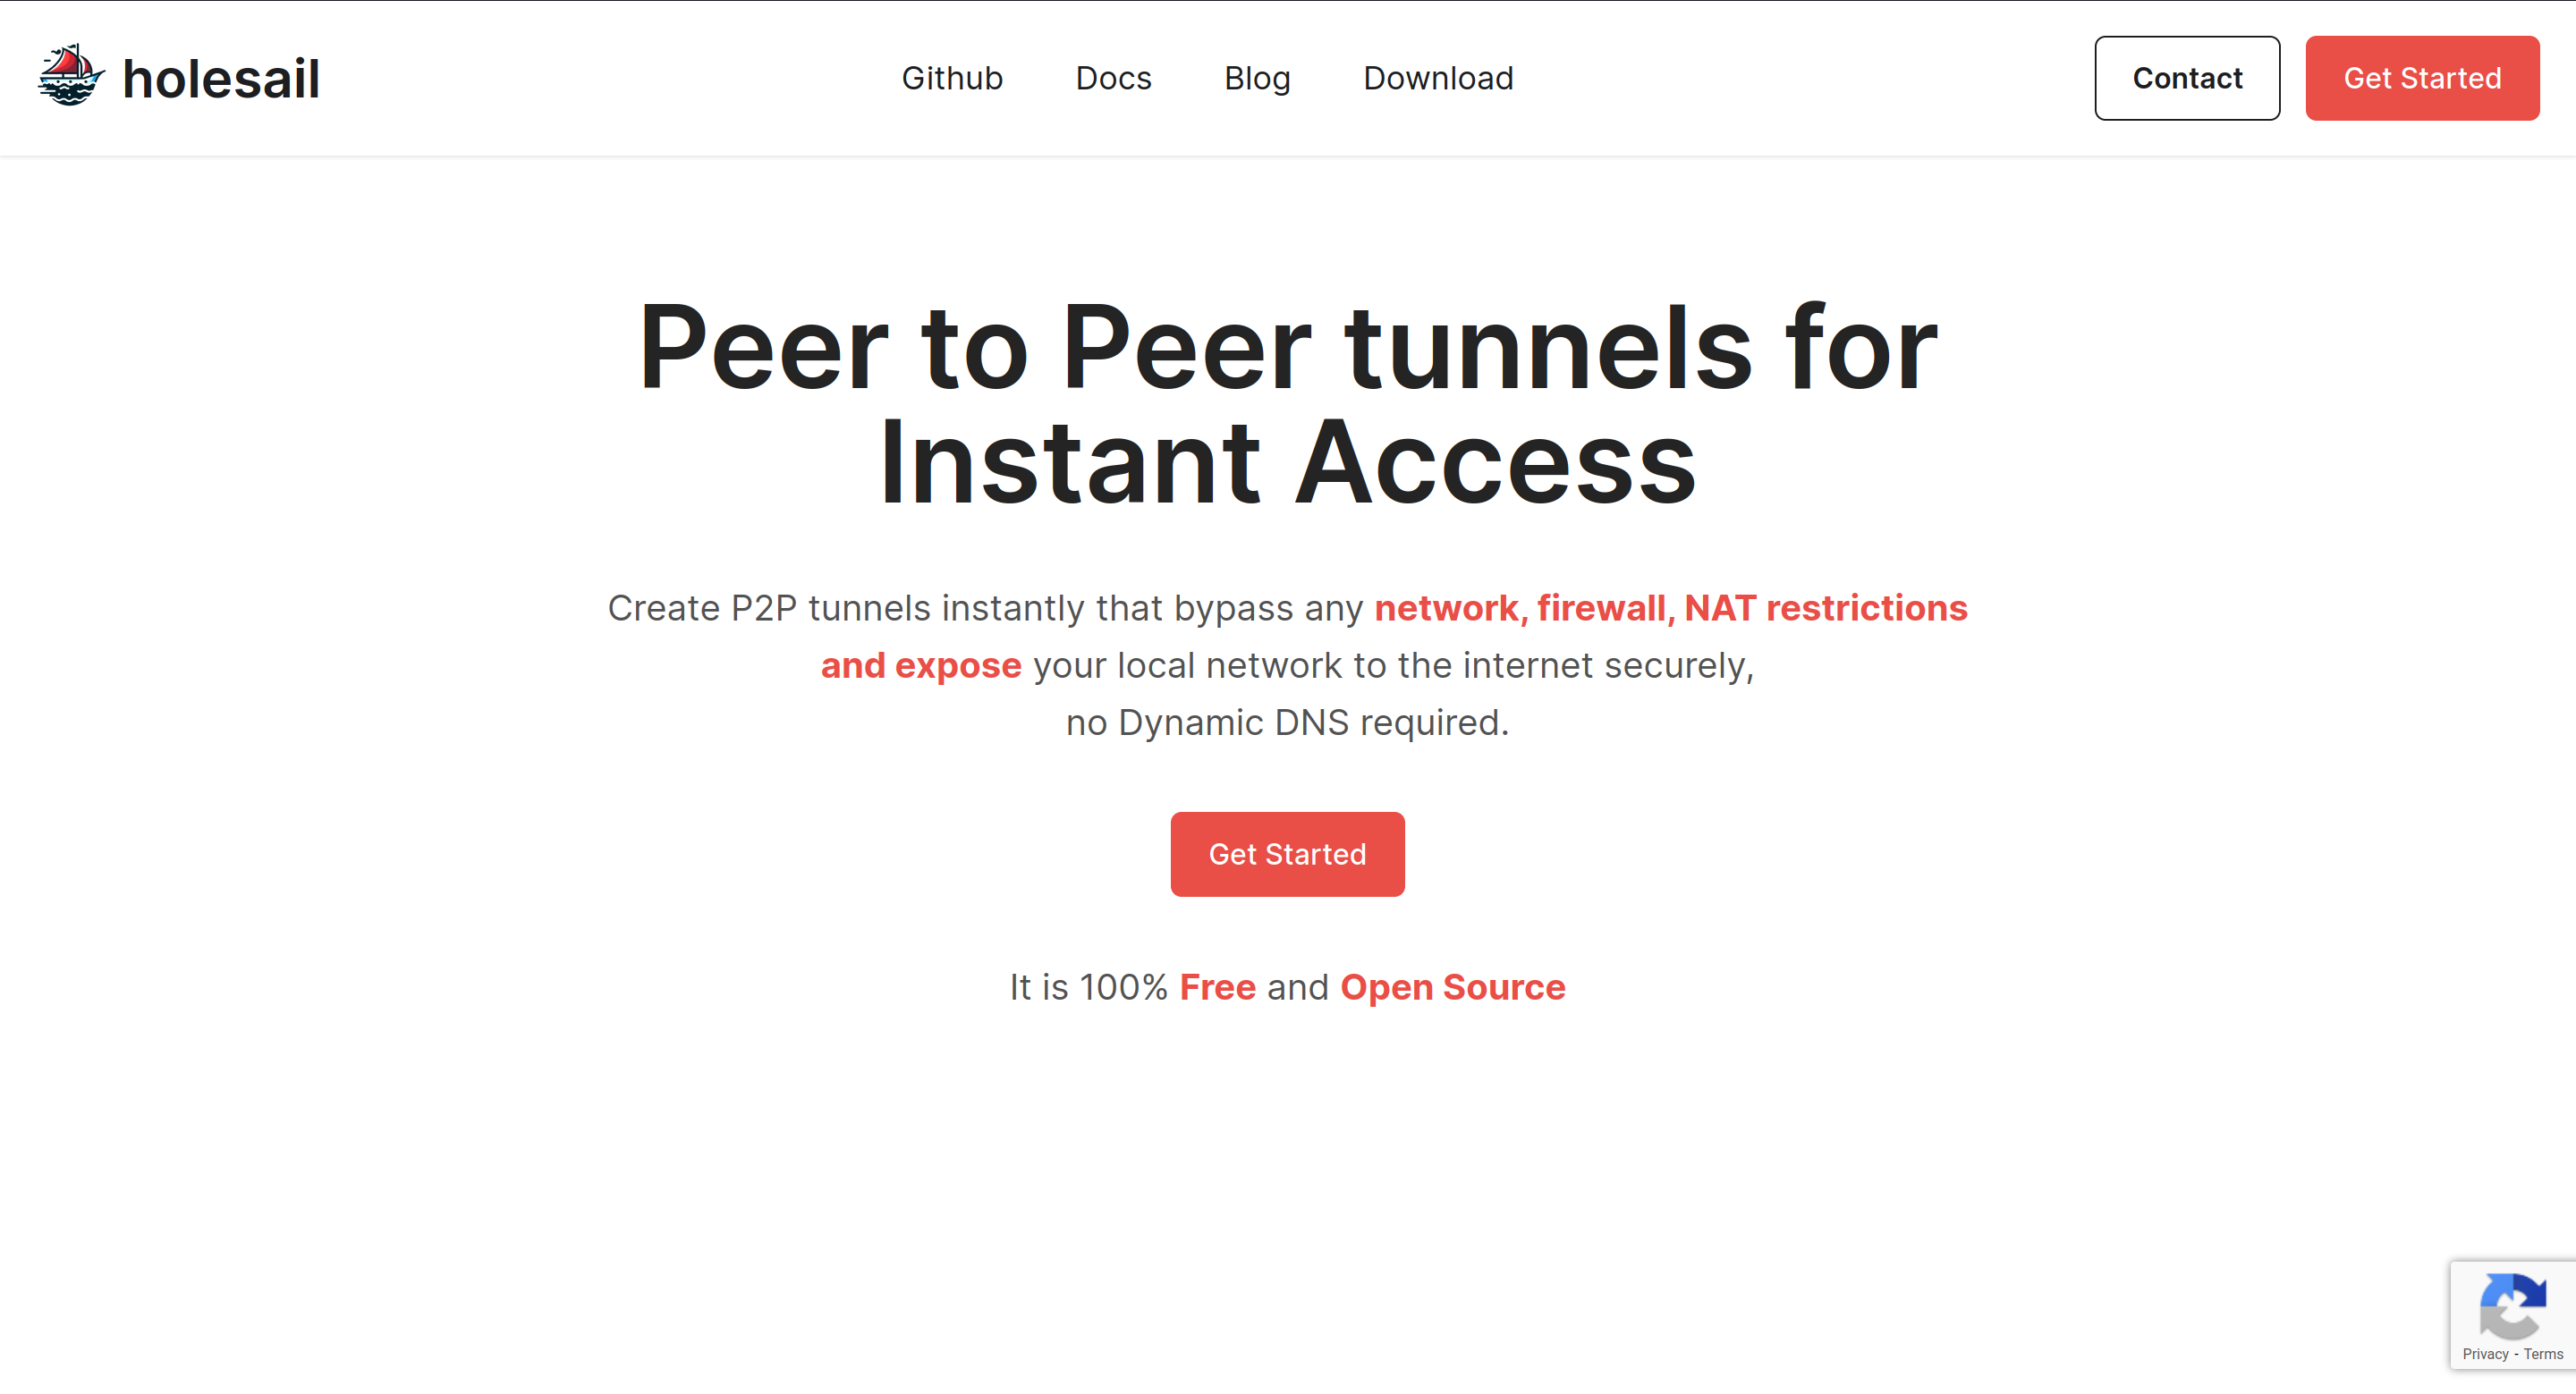 holesail
Github Docs Blog Download
Contact Get Started
Peer to Peer tunnels for
Instant Access
Create P2P tunnels instantly that bypass any network, firewall, NAT restrictions
and expose your local network to the internet securely,
no Dynamic DNS required.
Get Started
It is 100% Free and Open Source
Privacy - Terms